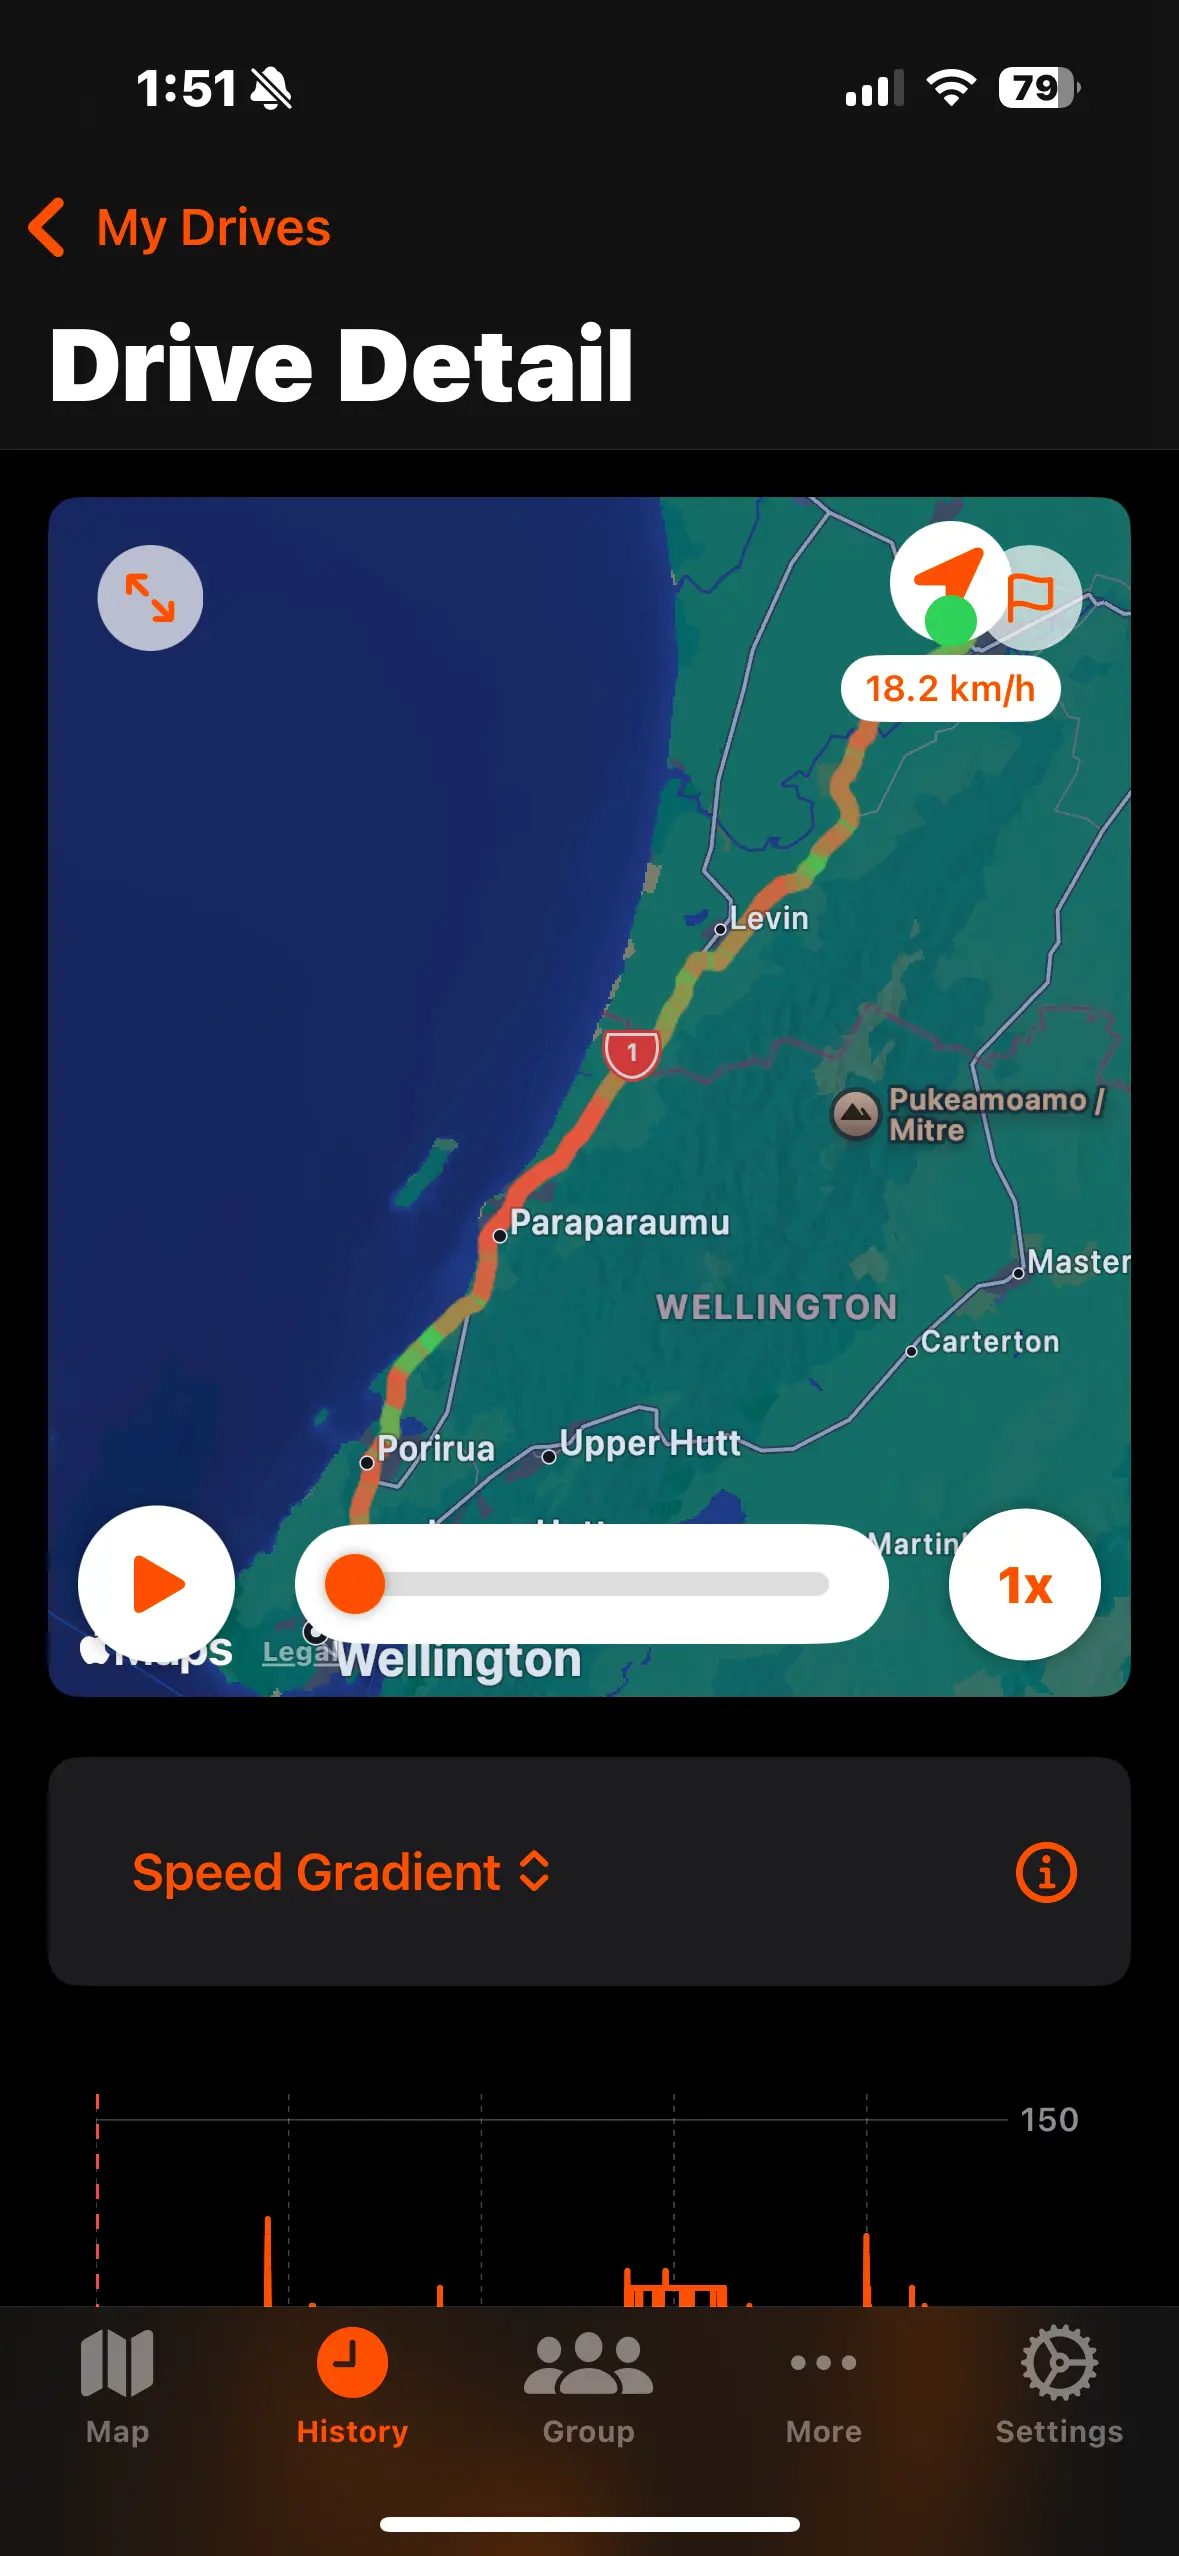 1:51
79
My Drives
Drive Detail
18.2 km/h
Levin
1
Pukeamoamo /
Mitre
Paraparaumu
Master
WELLINGTON
Carterton
Upper Hutt
Porirua
Martin
1x
Maps
Legal
Wellington
Speed Gradient
150
Map
History
Group
More
Settings